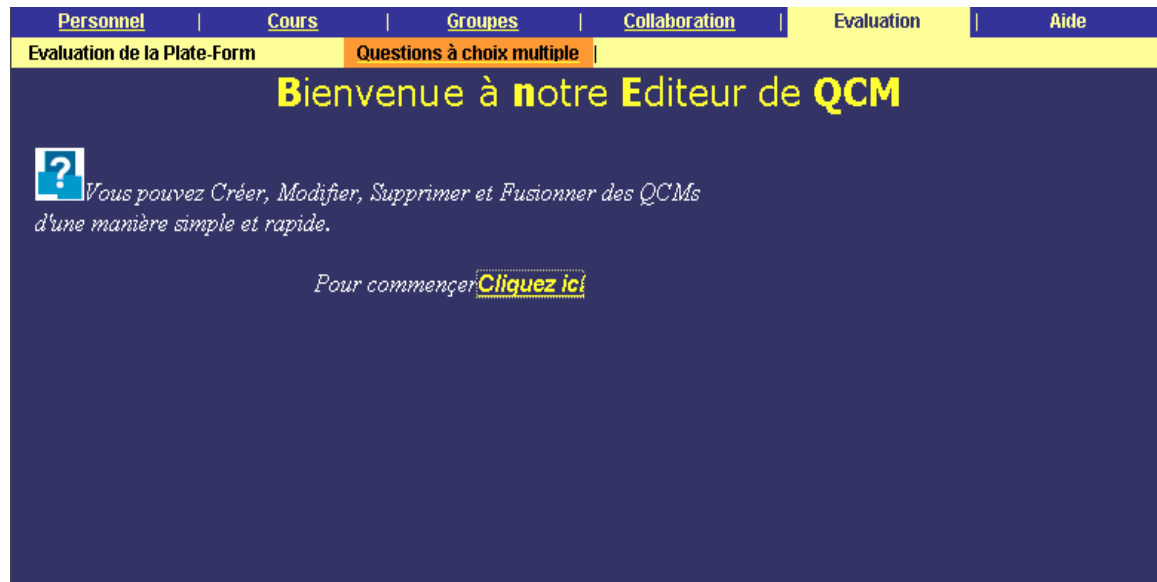 Personnel | Cours | Groupes | Collaboration | Evaluation | Aide
Evaluation de la Plate-Form Questions à choix multiple |
Bienvenue à notre Editeur de QCM
? Vous pouvez Créer, Modifier, Supprimer et Fusionner des QCMs
d'une manière simple et rapide.
Pour commençer Cliquez ici